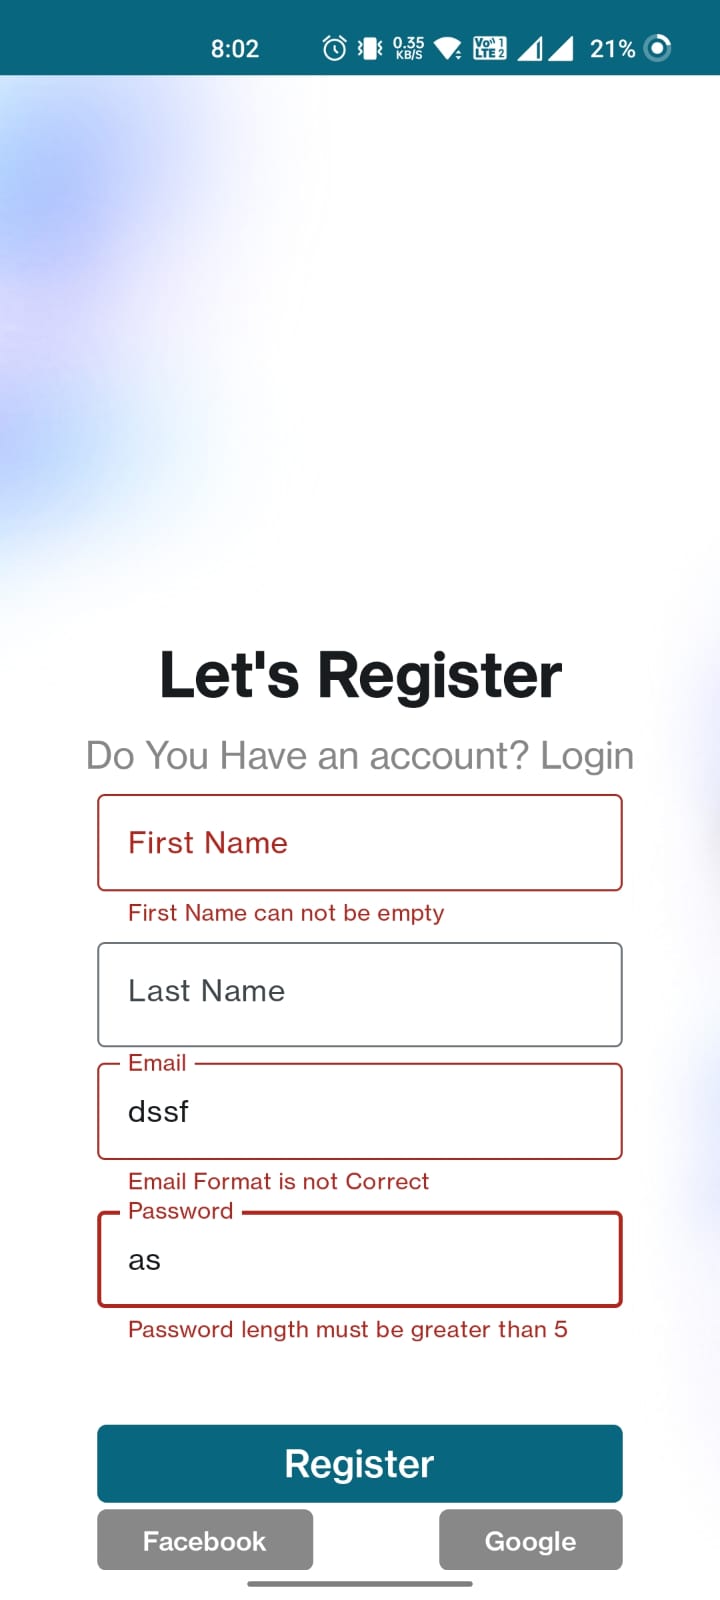 8:02 0.35 KB/S Vo)) 1 LTE 2 21%
Let's Register
Do You Have an account? Login
First Name
First Name can not be empty
Last Name
Email
dssf
Email Format is not Correct
Password
as
Password length must be greater than 5
Register
Facebook Google